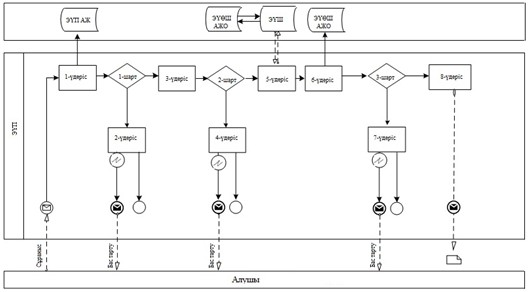 ЭҮП АЖ
ЭҮӨШ
АЖО
ЭҮШ
ЭҮӨШ
АЖО
ЭҮП
1-үдеріс
1-шарт
3-үдеріс
2-шарт
5-үдеріс
6-үдеріс
3-шарт
8-үдеріс
2-үдеріс
4-үдеріс
7-үдеріс
Сұраныс
Бас тарту
Бас тарту
Бас тарту
Алушы